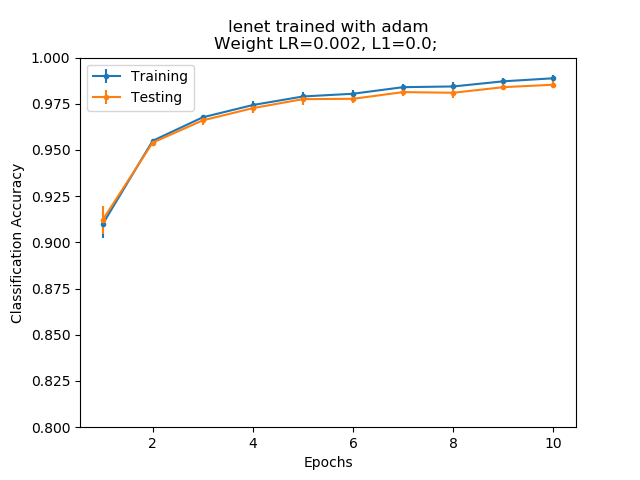 lenet trained with adam
Weight LR=0.002, L1=0.0;
Training
Testing
1.000
0.975
0.950
0.925
0.900
0.875
0.850
0.825
0.800
Classification Accuracy
2 4 6 8 10
Epochs